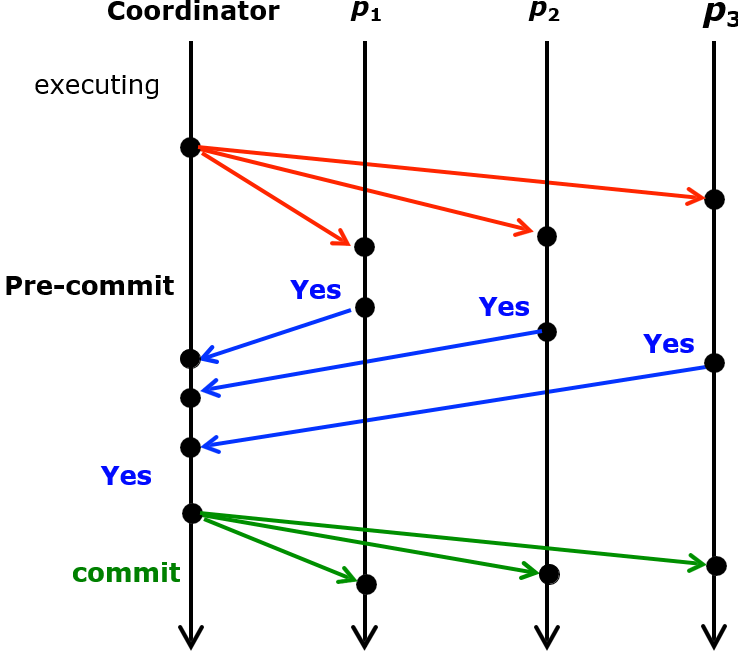 Coordinator p1 p2 p3
executing
Pre-commit
Yes
Yes
Yes
Yes
commit